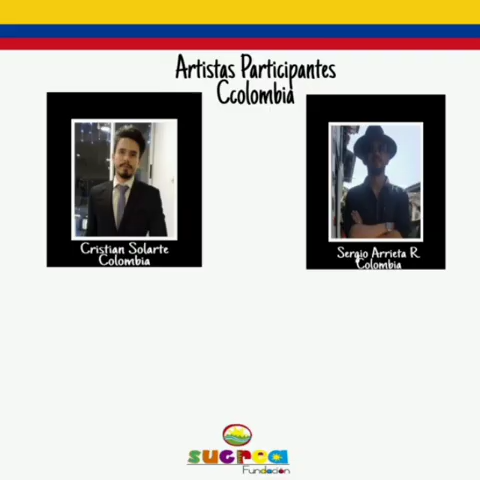 Artistas Participantes
Ccolombia
Cristian Solarte
Colombia
Sergio Arrieta R
Colombia
sucrea
Fundación